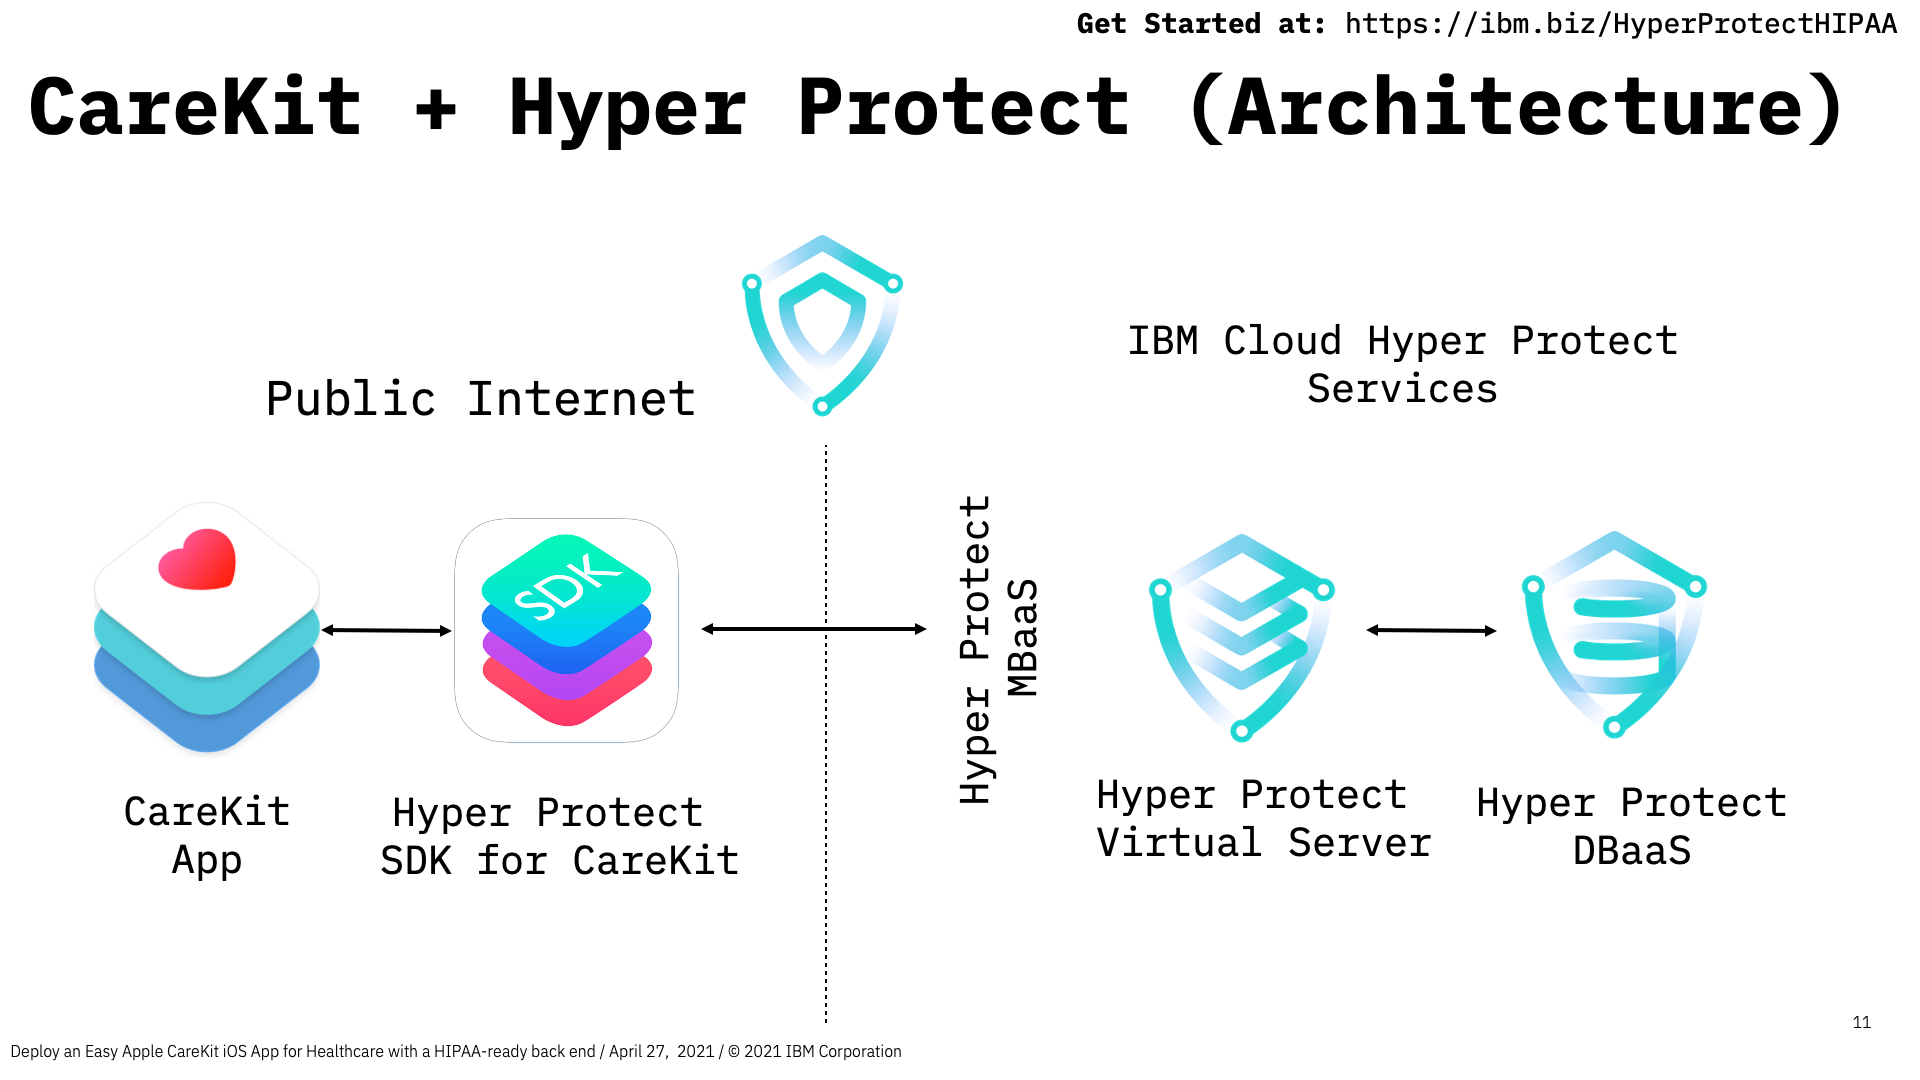 Get Started at: https://ibm.biz/HyperProtectHIPAA
CareKit + Hyper Protect (Architecture)
Public Internet
IBM Cloud Hyper Protect
Services
SDK
Hyper Protect
MBaaS
CareKit
App
Hyper Protect
SDK for CareKit
Hyper Protect
Virtual Server
Hyper Protect
DBaaS
11
Deploy an Easy Apple CareKit iOS App for Healthcare with a HIPAA-ready back end / April 27,  2021 / © 2021 IBM Corporation